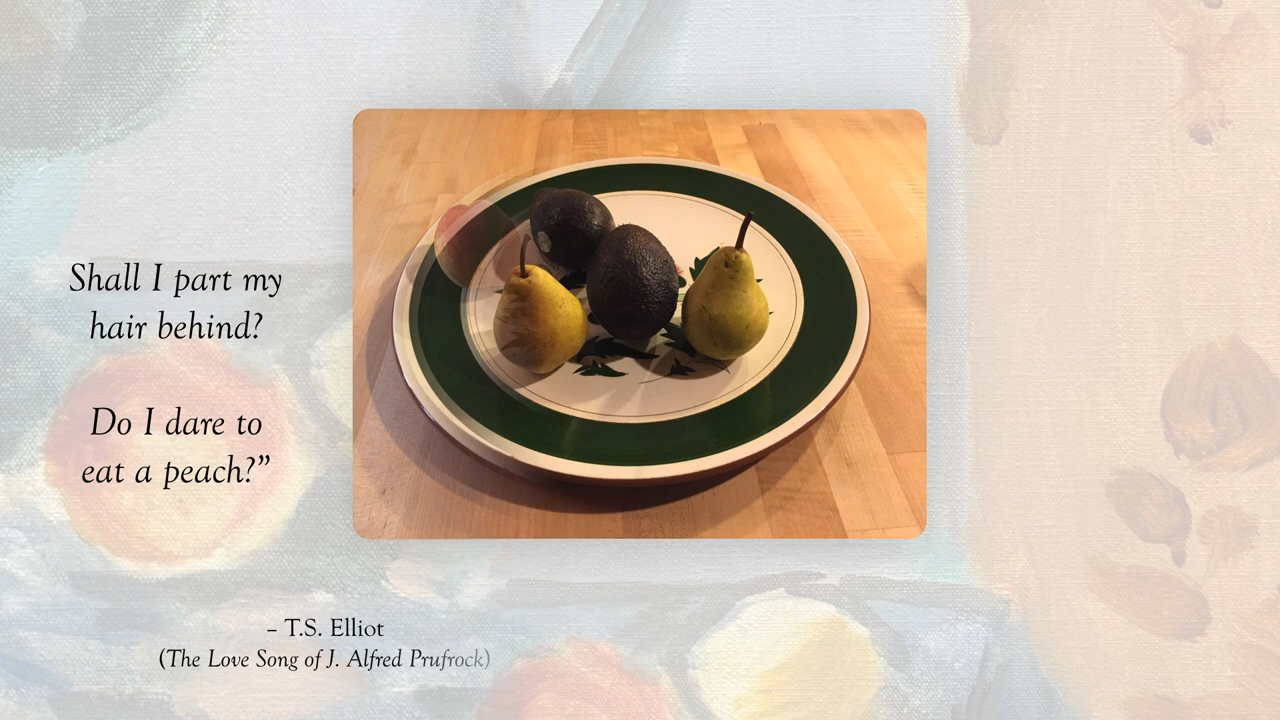 Shall I part my
hair behind?
Do I dare to
eat a peach?”
– T.S. Elliot
(The Love Song of J. Alfred Prufrock)